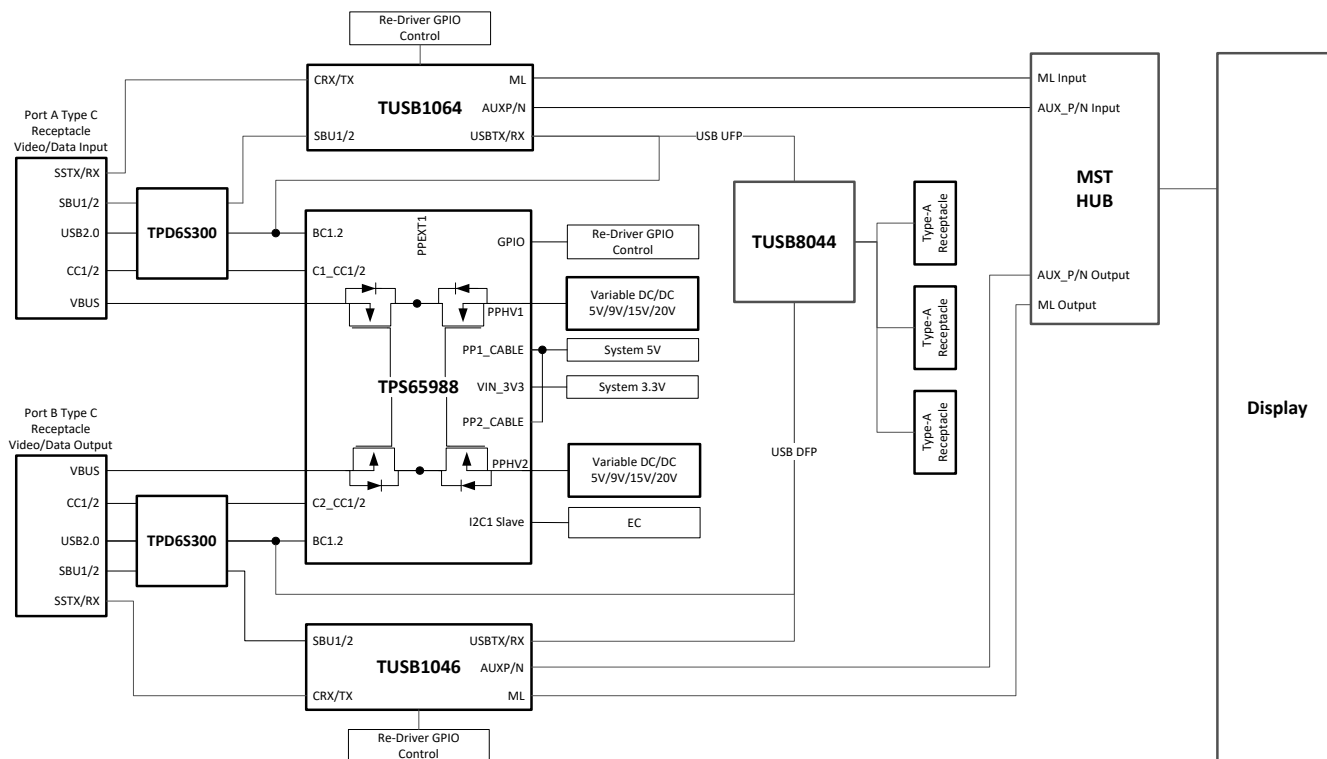 Re-Driver GPIO
Control
CRX/TX
ML
TUSB1064
AUXP/N
SBU1/2
USBTX/RX
USB UFP
Port A Type C
Receptacle
Video/Data Input
SSTX/RX
SBU1/2
USB2.0
CC1/2
VBUS
TPD6S300
BC1.2
C1_CC1/2
PPEXT1
GPIO
PPHV1
PP1_CABLE
TPS65988
VIN_3V3
PP2_CABLE
PPHV2
C2_CC1/2
I2C1 Slave
BC1.2
Re-Driver GPIO
Control
Variable DC/DC
5V/9V/15V/20V
System 5V
System 3.3V
Variable DC/DC
5V/9V/15V/20V
EC
Port B Type C
Receptacle
Video/Data Output
VBUS
CC1/2
USB2.0
SBU1/2
SSTX/RX
TPD6S300
SBU1/2
USBTX/RX
TUSB1046
AUXP/N
CRX/TX
ML
Re-Driver GPIO
Control
USB DFP
TUSB8044
Type-A
Receptacle
Type-A
Receptacle
Type-A
Receptacle
ML Input
AUX_P/N Input
MST
HUB
AUX_P/N Output
ML Output
Display